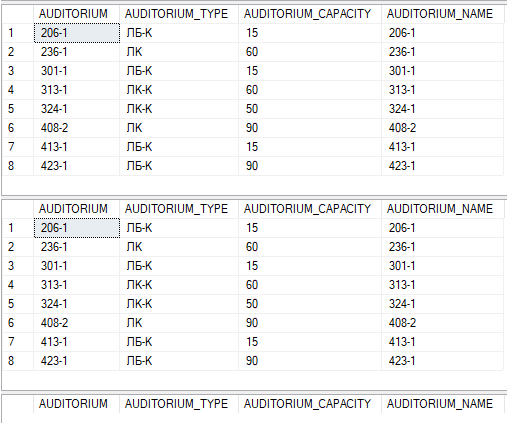 AUDITORIUM AUDITORIUM_TYPE AUDITORIUM_CAPACITY AUDITORIUM_NAME
1 206-1 ЛБ-К 15 206-1
2 236-1 ЛК 60 236-1
3 301-1 ЛБ-К 15 301-1
4 313-1 ЛК-К 60 313-1
5 324-1 ЛК-К 50 324-1
6 408-2 ЛК 90 408-2
7 413-1 ЛБ-К 15 413-1
8 423-1 ЛБ-К 90 423-1
AUDITORIUM AUDITORIUM_TYPE AUDITORIUM_CAPACITY AUDITORIUM_NAME
1 206-1 ЛБ-К 15 206-1
2 236-1 ЛК 60 236-1
3 301-1 ЛБ-К 15 301-1
4 313-1 ЛК-К 60 313-1
5 324-1 ЛК-К 50 324-1
6 408-2 ЛК 90 408-2
7 413-1 ЛБ-К 15 413-1
8 423-1 ЛБ-К 90 423-1
AUDITORIUM AUDITORIUM_TYPE AUDITORIUM_CAPACITY AUDITORIUM_NAME